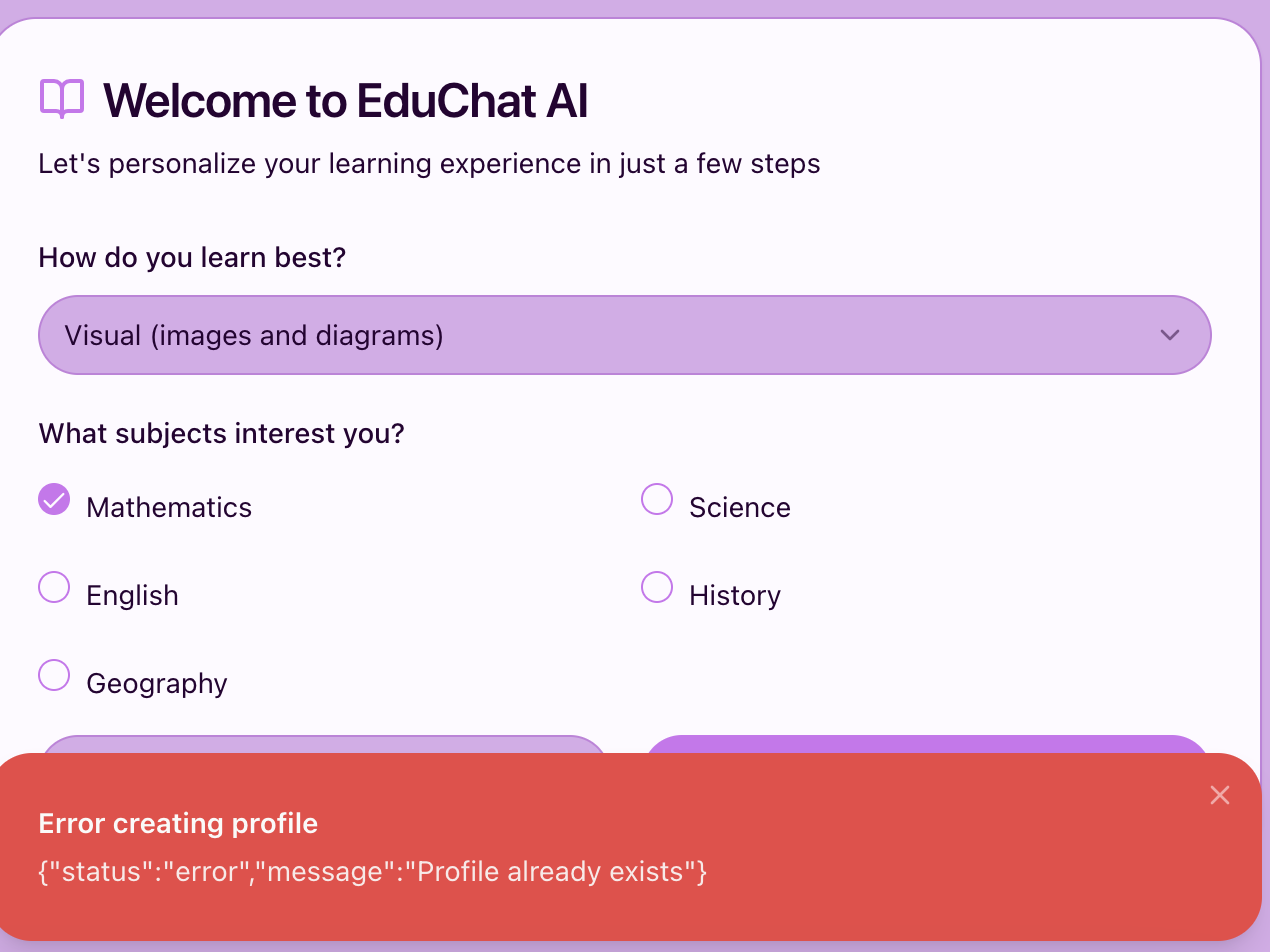 Welcome to EduChat AI
Let's personalize your learning experience in just a few steps
How do you learn best?
Visual (images and diagrams)
What subjects interest you?
Mathematics
Science
English
History
Geography
Error creating profile
{"status":"error","message":"Profile already exists"}